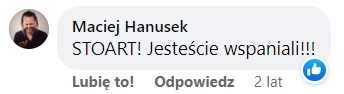 Maciej Hanusek
STOART! Jesteście wspaniali!!!
Lubię to! Odpowiedz 2 lat